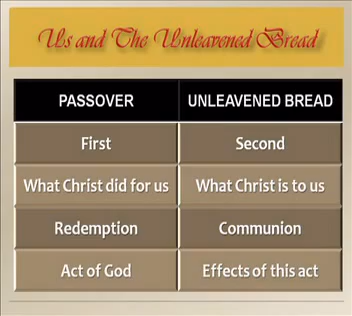 Us and The Unleavened Bread
PASSOVER UNLEAVENED BREAD
First Second
What Christ did for us What Christ is to us
Redemption Communion
Act of God Effects of this act